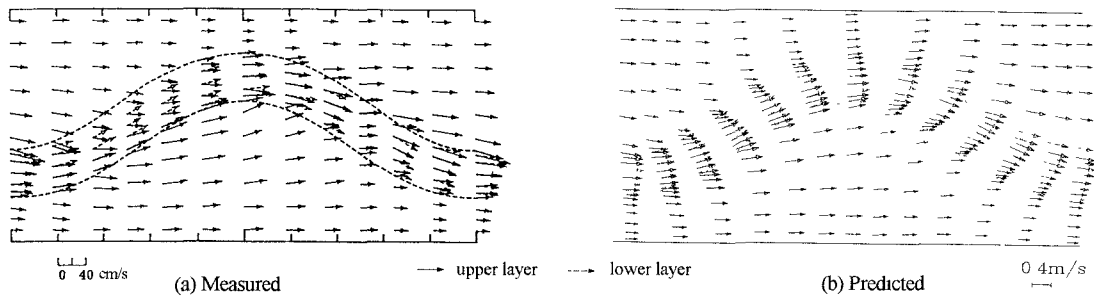 0 40 cm/s
(a) Measured
upper layer
lower layer
(b) Predicted
0 4m/s